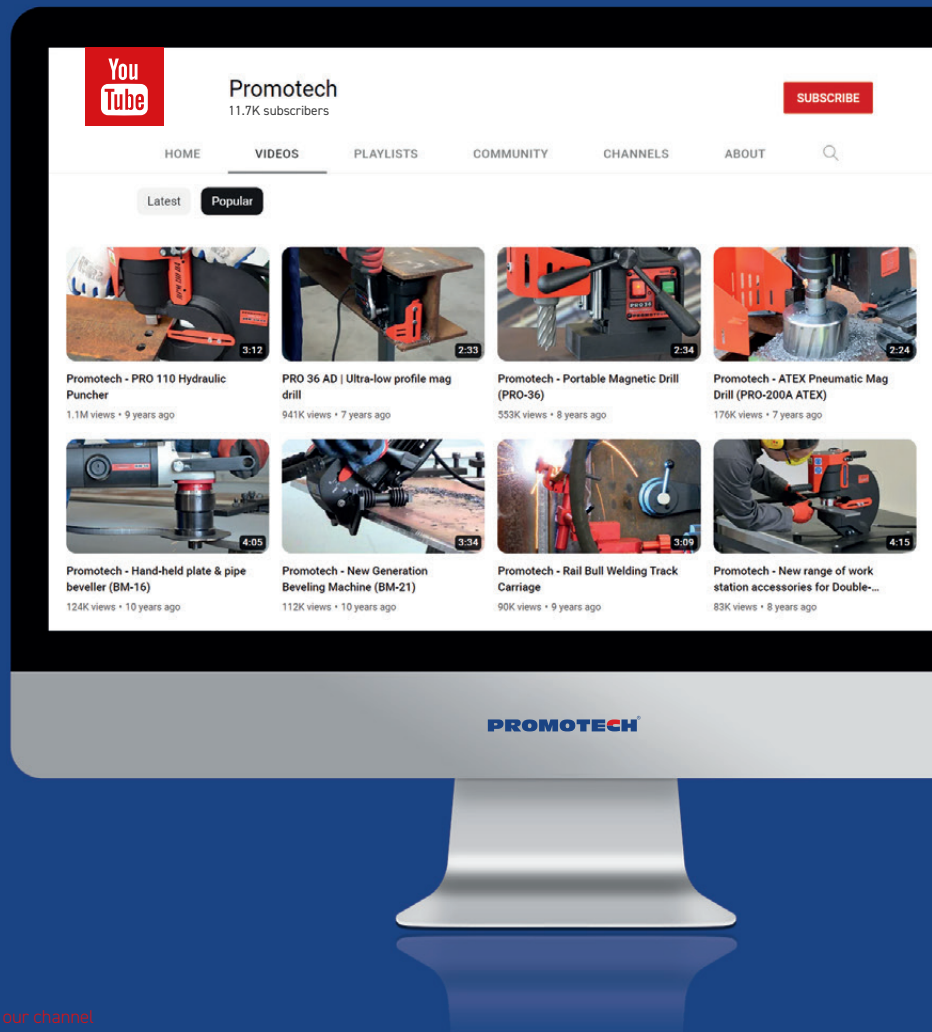 You
Tube
Promotech
11.7K subscribers
SUBSCRIBE
HOME VIDEOS PLAYLISTS COMMUNITY CHANNELS ABOUT
Latest Popular
PRO 36
3:12 2:33 2:34 2:24
Promotech - PRO 110 Hydraulic
Puncher
1.1M views • 9 years ago
PRO 36 AD | Ultra-low profile mag
drill
941K views • 7 years ago
Promotech - Portable Magnetic Drill
(PRO-36)
553K views • 8 years ago
Promotech - ATEX Pneumatic Mag
Drill (PRO-200A ATEX)
176K views • 7 years ago
4:05 3:34 3:09 4:15
Promotech - Hand-held plate & pipe
beveller (BM-16)
124K views • 10 years ago
Promotech - New Generation
Beveling Machine (BM-21)
112K views • 10 years ago
Promotech - Rail Bull Welding Track
Carriage
90K views • 9 years ago
Promotech - New range of work
station accessories for Double-...
83K views • 8 years ago
PROMOTECH®
our channel